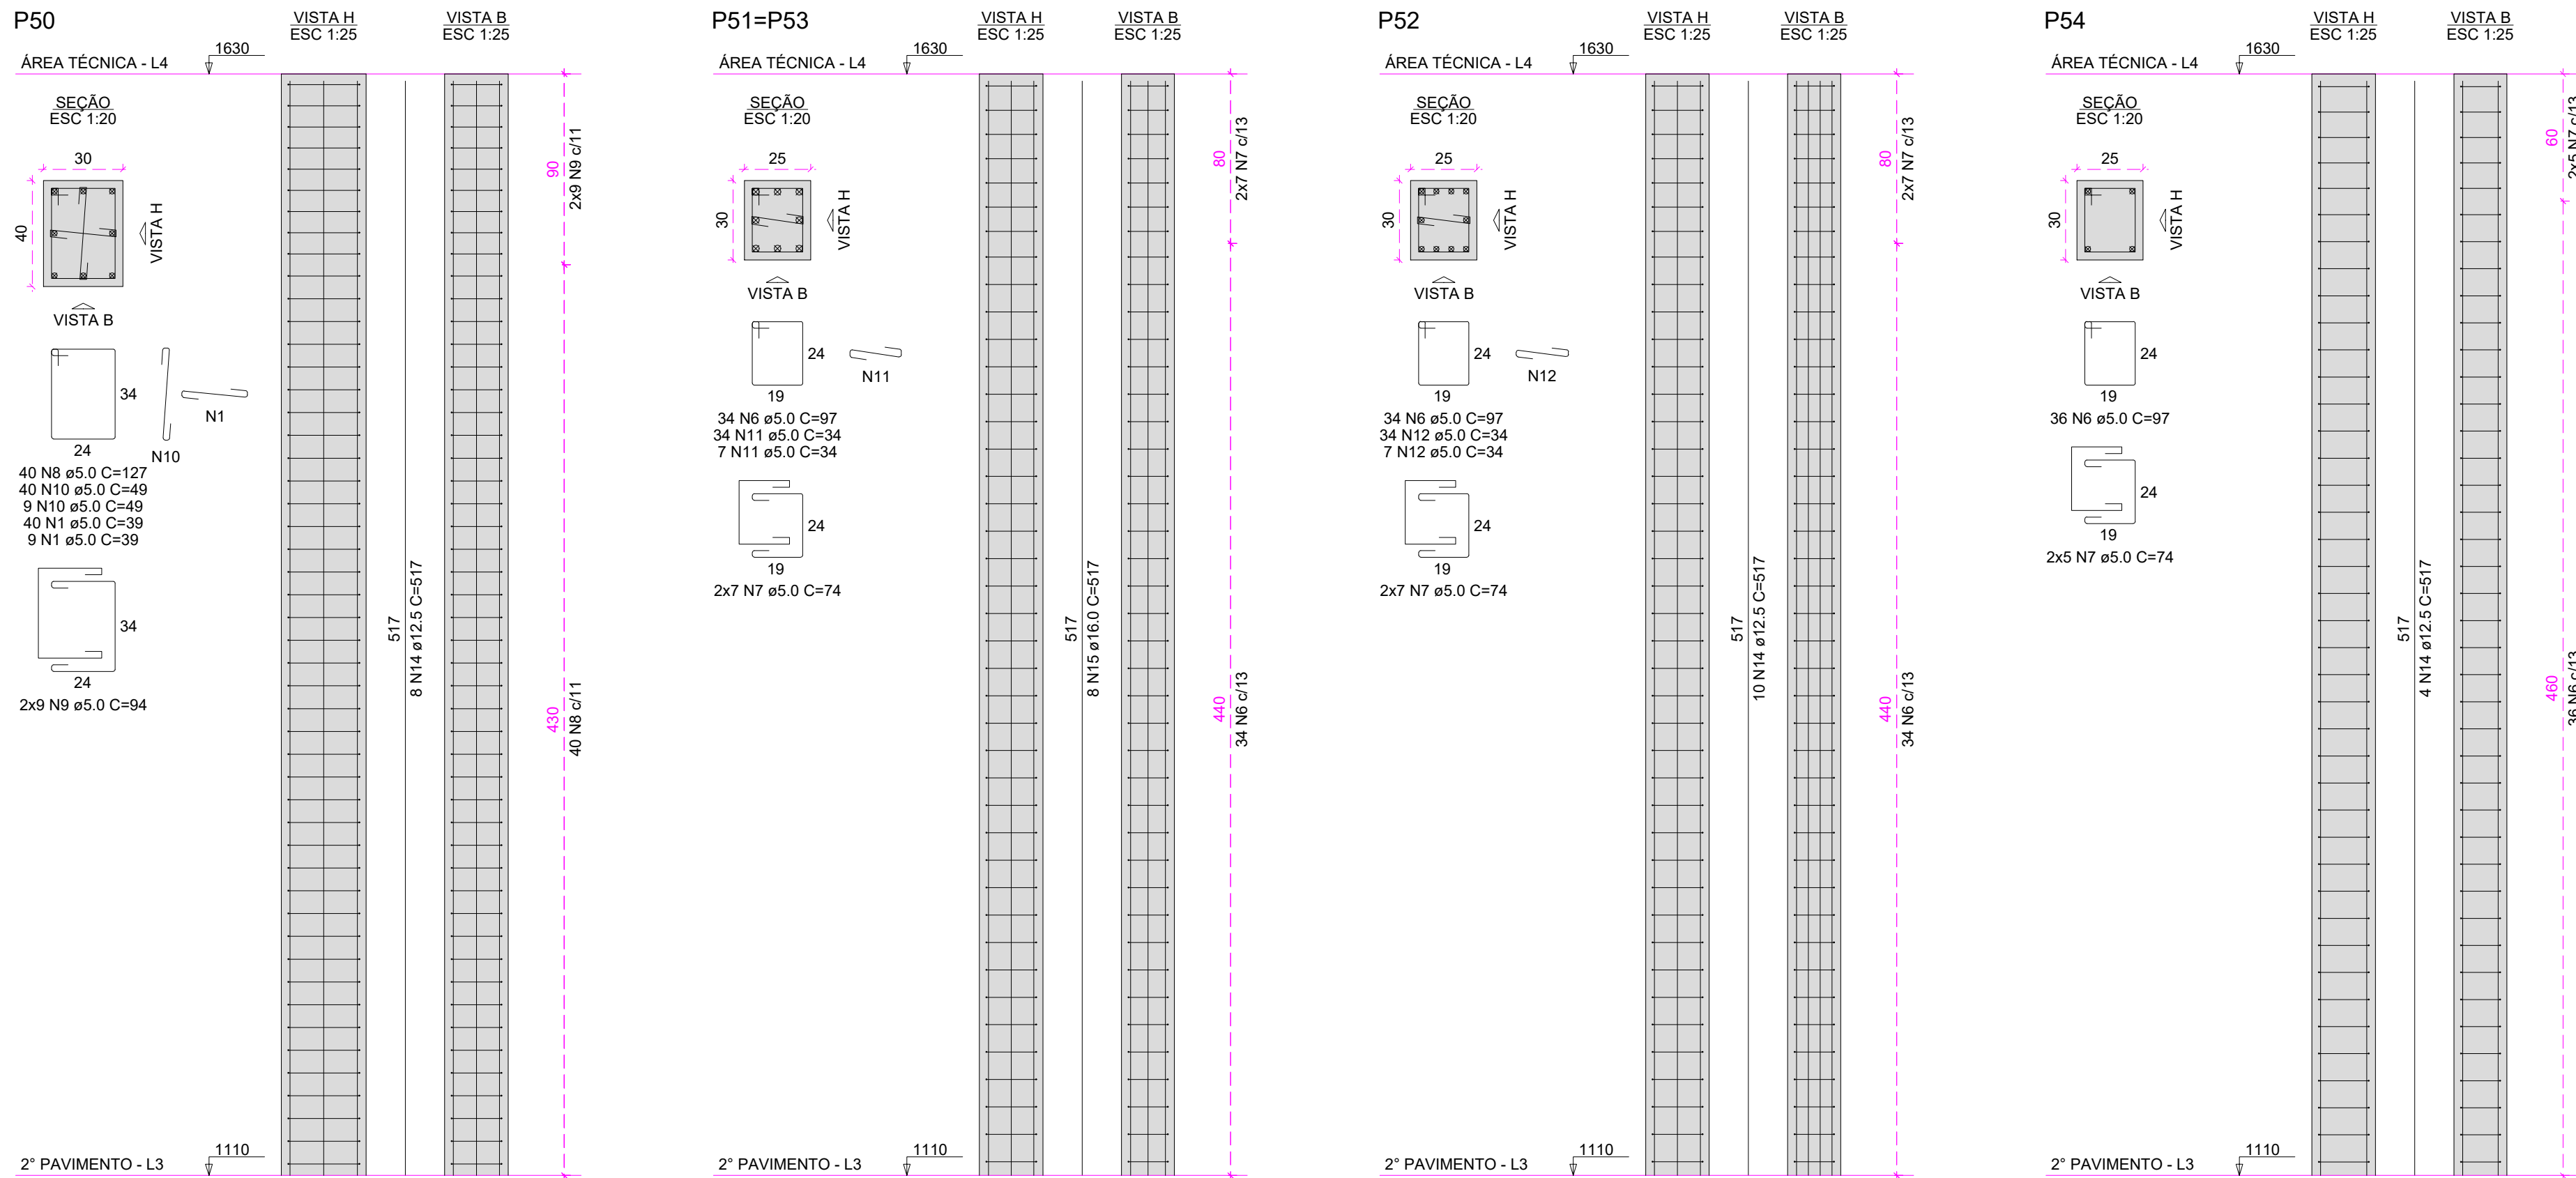 P50
VISTA H
ESC 1:25
VISTA B
ESC 1:25
1630
ÁREA TÉCNICA - L4
SEÇÃO
ESC 1:20
30
40
VISTA H
VISTA B
34
24
N10
N1
40 N8 ø5.0 C=127
40 N10 ø5.0 C=49
9 N10 ø5.0 C=49
40 N1 ø5.0 C=39
9 N1 ø5.0 C=39
34
24
2x9 N9 ø5.0 C=94
517
8 N14 ø12.5 C=517
90
2x9 N9 c/11
430
40 N8 c/11
1110
2° PAVIMENTO - L3
P51=P53
VISTA H
ESC 1:25
VISTA B
ESC 1:25
1630
ÁREA TÉCNICA - L4
SEÇÃO
ESC 1:20
25
30
VISTA H
VISTA B
24
19
N11
34 N6 ø5.0 C=97
34 N11 ø5.0 C=34
7 N11 ø5.0 C=34
24
19
2x7 N7 ø5.0 C=74
517
8 N15 ø16.0 C=517
80
2x7 N7 c/13
440
34 N6 c/13
1110
2° PAVIMENTO - L3
P52
VISTA H
ESC 1:25
VISTA B
ESC 1:25
1630
ÁREA TÉCNICA - L4
SEÇÃO
ESC 1:20
25
30
VISTA H
VISTA B
24
19
N12
34 N6 ø5.0 C=97
34 N12 ø5.0 C=34
7 N12 ø5.0 C=34
24
19
2x7 N7 ø5.0 C=74
517
10 N14 ø12.5 C=517
80
2x7 N7 c/13
440
34 N6 c/13
1110
2° PAVIMENTO - L3
P54
VISTA H
ESC 1:25
VISTA B
ESC 1:25
1630
ÁREA TÉCNICA - L4
SEÇÃO
ESC 1:20
25
30
VISTA H
VISTA B
24
19
36 N6 ø5.0 C=97
24
19
2x5 N7 ø5.0 C=74
517
4 N14 ø12.5 C=517
60
2x5 N7 c/13
460
36 N6 c/13
1110
2° PAVIMENTO - L3